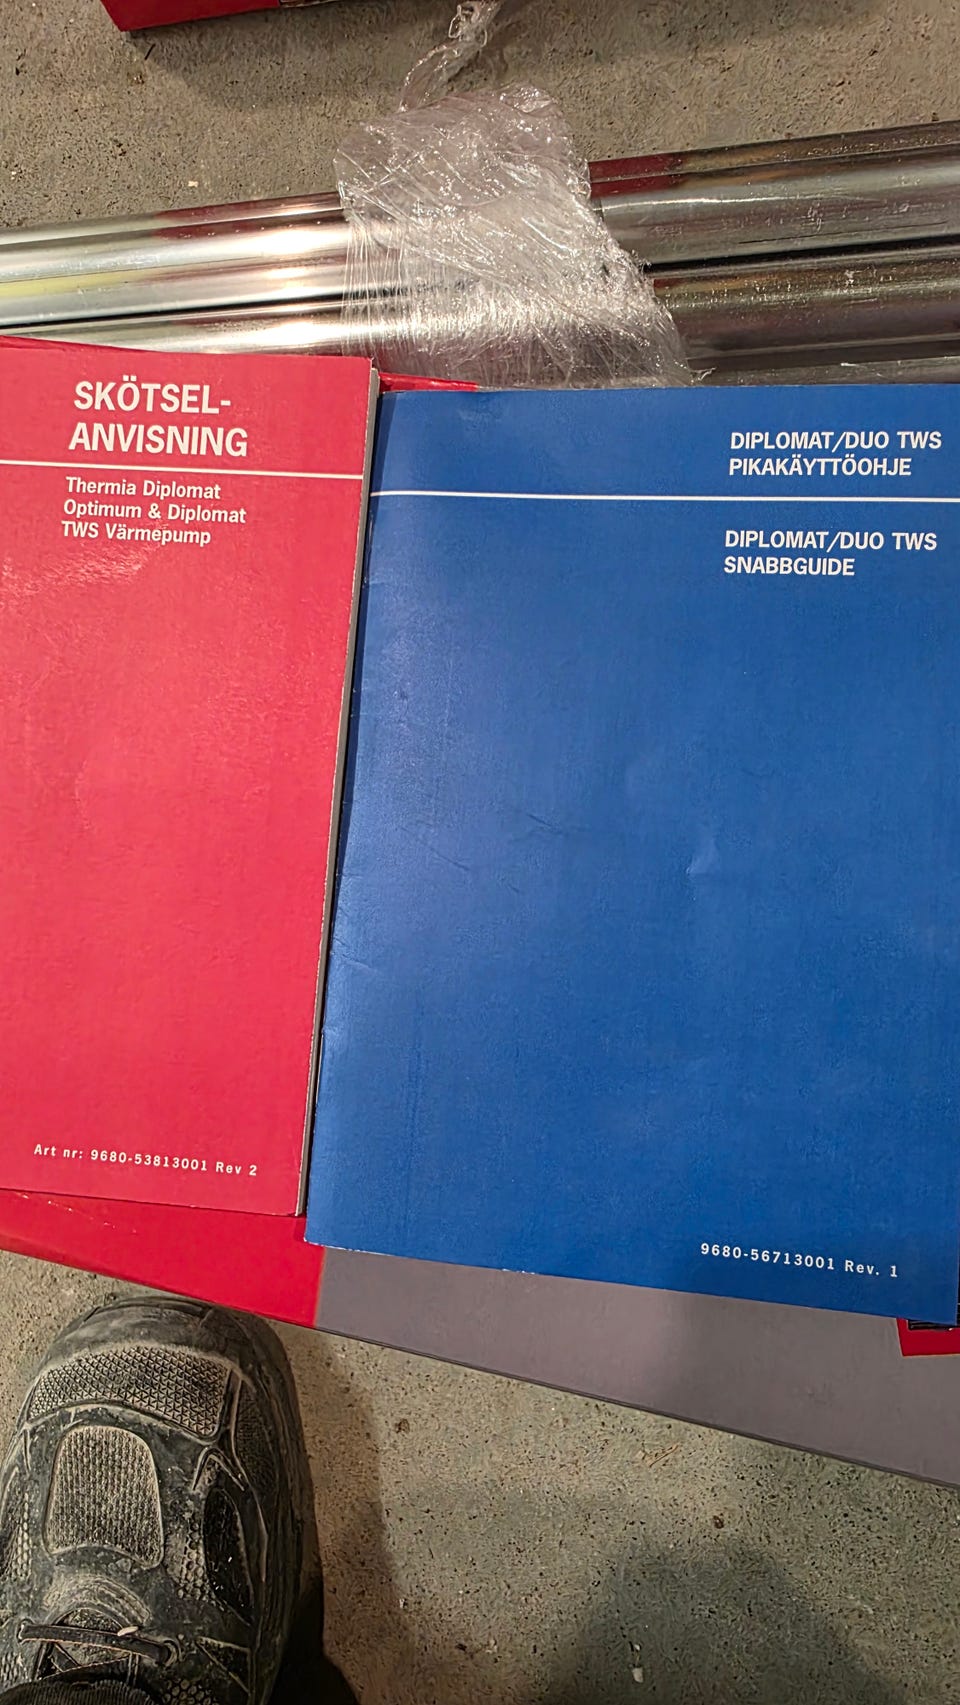 SKÖTSEL-
ANVISNING
Thermia Diplomat
Optimum & Diplomat
TWS Värmepump
Art nr: 9680-53813001 Rev 2
DIPLOMAT/DUO TWS
PIKAKÄYTTÖOHJE
DIPLOMAT/DUO TWS
SNABBGUIDE
9680-56713001 Rev. 1